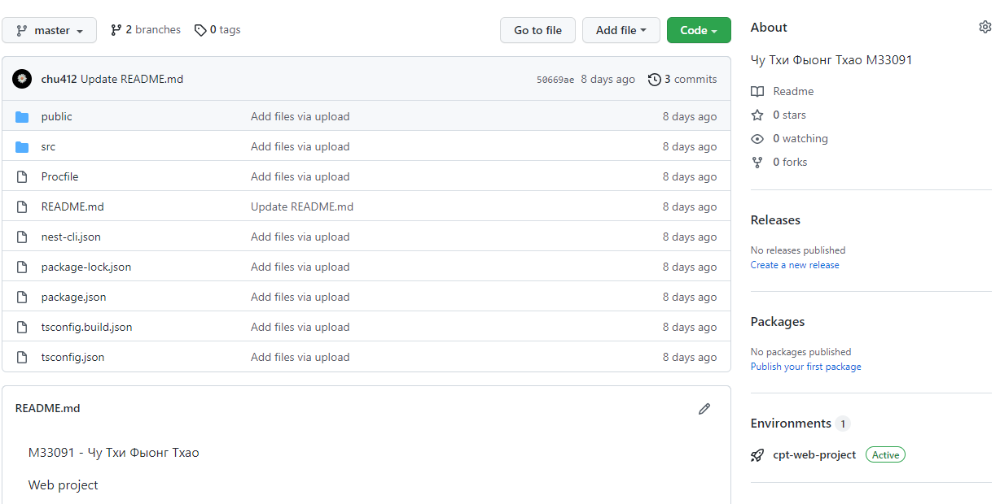 master
2 branches
0 tags
Go to file
Add file
Code
chu412 Update README.md
50669ae 8 days ago
3 commits
public Add files via upload 8 days ago
src Add files via upload 8 days ago
Procfile Add files via upload 8 days ago
README.md Update README.md 8 days ago
nest-cli.json Add files via upload 8 days ago
package-lock.json Add files via upload 8 days ago
package.json Add files via upload 8 days ago
tsconfig.build.json Add files via upload 8 days ago
tsconfig.json Add files via upload 8 days ago
README.md
М33091 - Чу Тхи Фыонг Тхао
Web project
About
Чу Тхи Фыонг Тхао М33091
Readme
0 stars
0 watching
0 forks
Releases
No releases published
Create a new release
Packages
No packages published
Publish your first package
Environments 1
cpt-web-project Active